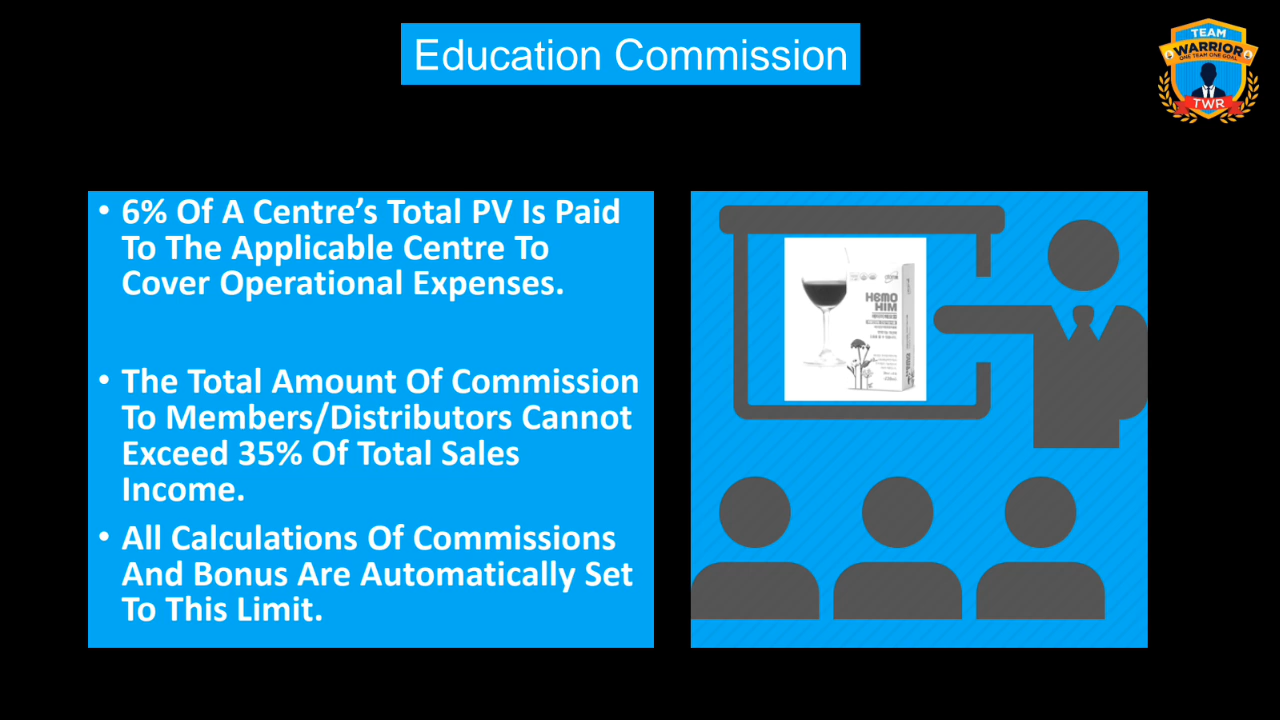 Education Commission
TEAM
WARRIOR
ONE TEAM ONE GOAL
TWR
• 6% Of A Centre’s Total PV Is Paid
To The Applicable Centre To
Cover Operational Expenses.
• The Total Amount Of Commission
To Members/Distributors Cannot
Exceed 35% Of Total Sales
Income.
• All Calculations Of Commissions
And Bonus Are Automatically Set
To This Limit.
HEMO
HIM